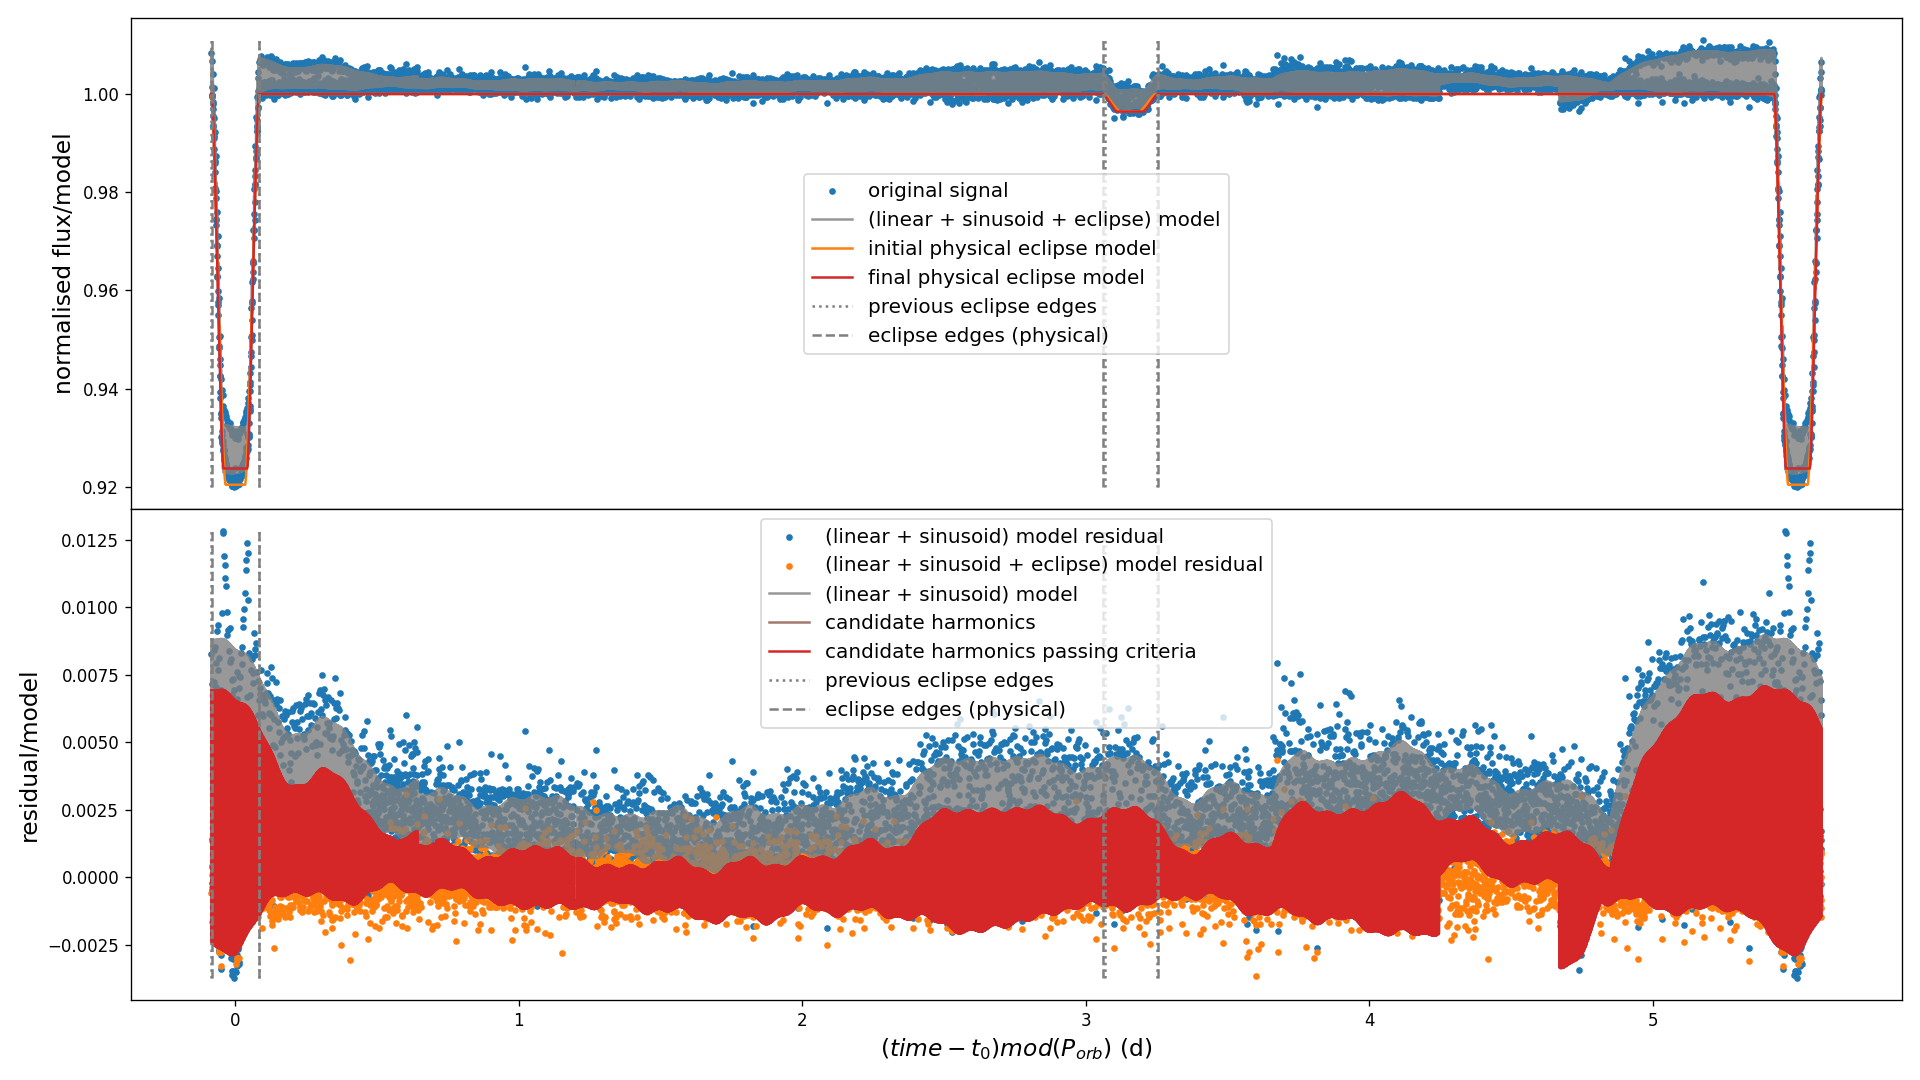 normalised flux/model
1.00
0.98
0.96
0.94
0.92
original signal
(linear + sinusoid + eclipse) model
initial physical eclipse model
final physical eclipse model
previous eclipse edges
eclipse edges (physical)
residual/model
0.0125
0.0100
0.0075
0.0050
0.0025
0.0000
−0.0025
(linear + sinusoid) model residual
(linear + sinusoid + eclipse) model residual
(linear + sinusoid) model
candidate harmonics
candidate harmonics passing criteria
previous eclipse edges
eclipse edges (physical)
0 1 2 3 4 5
(time − t₀)mod(Pₒᵣb) (d)